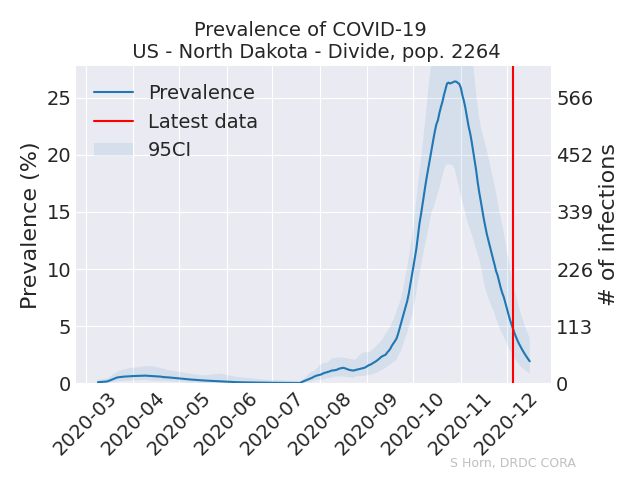 Prevalence of COVID-19
US - North Dakota - Divide, pop. 2264
Prevalence
Latest data
95CI
Prevalence (%)
25
20
15
10
5
0
566
452
339
226
113
0
# of infections
2020-03
2020-04
2020-05
2020-06
2020-07
2020-08
2020-09
2020-10
2020-11
2020-12
S Horn, DRDC CORA